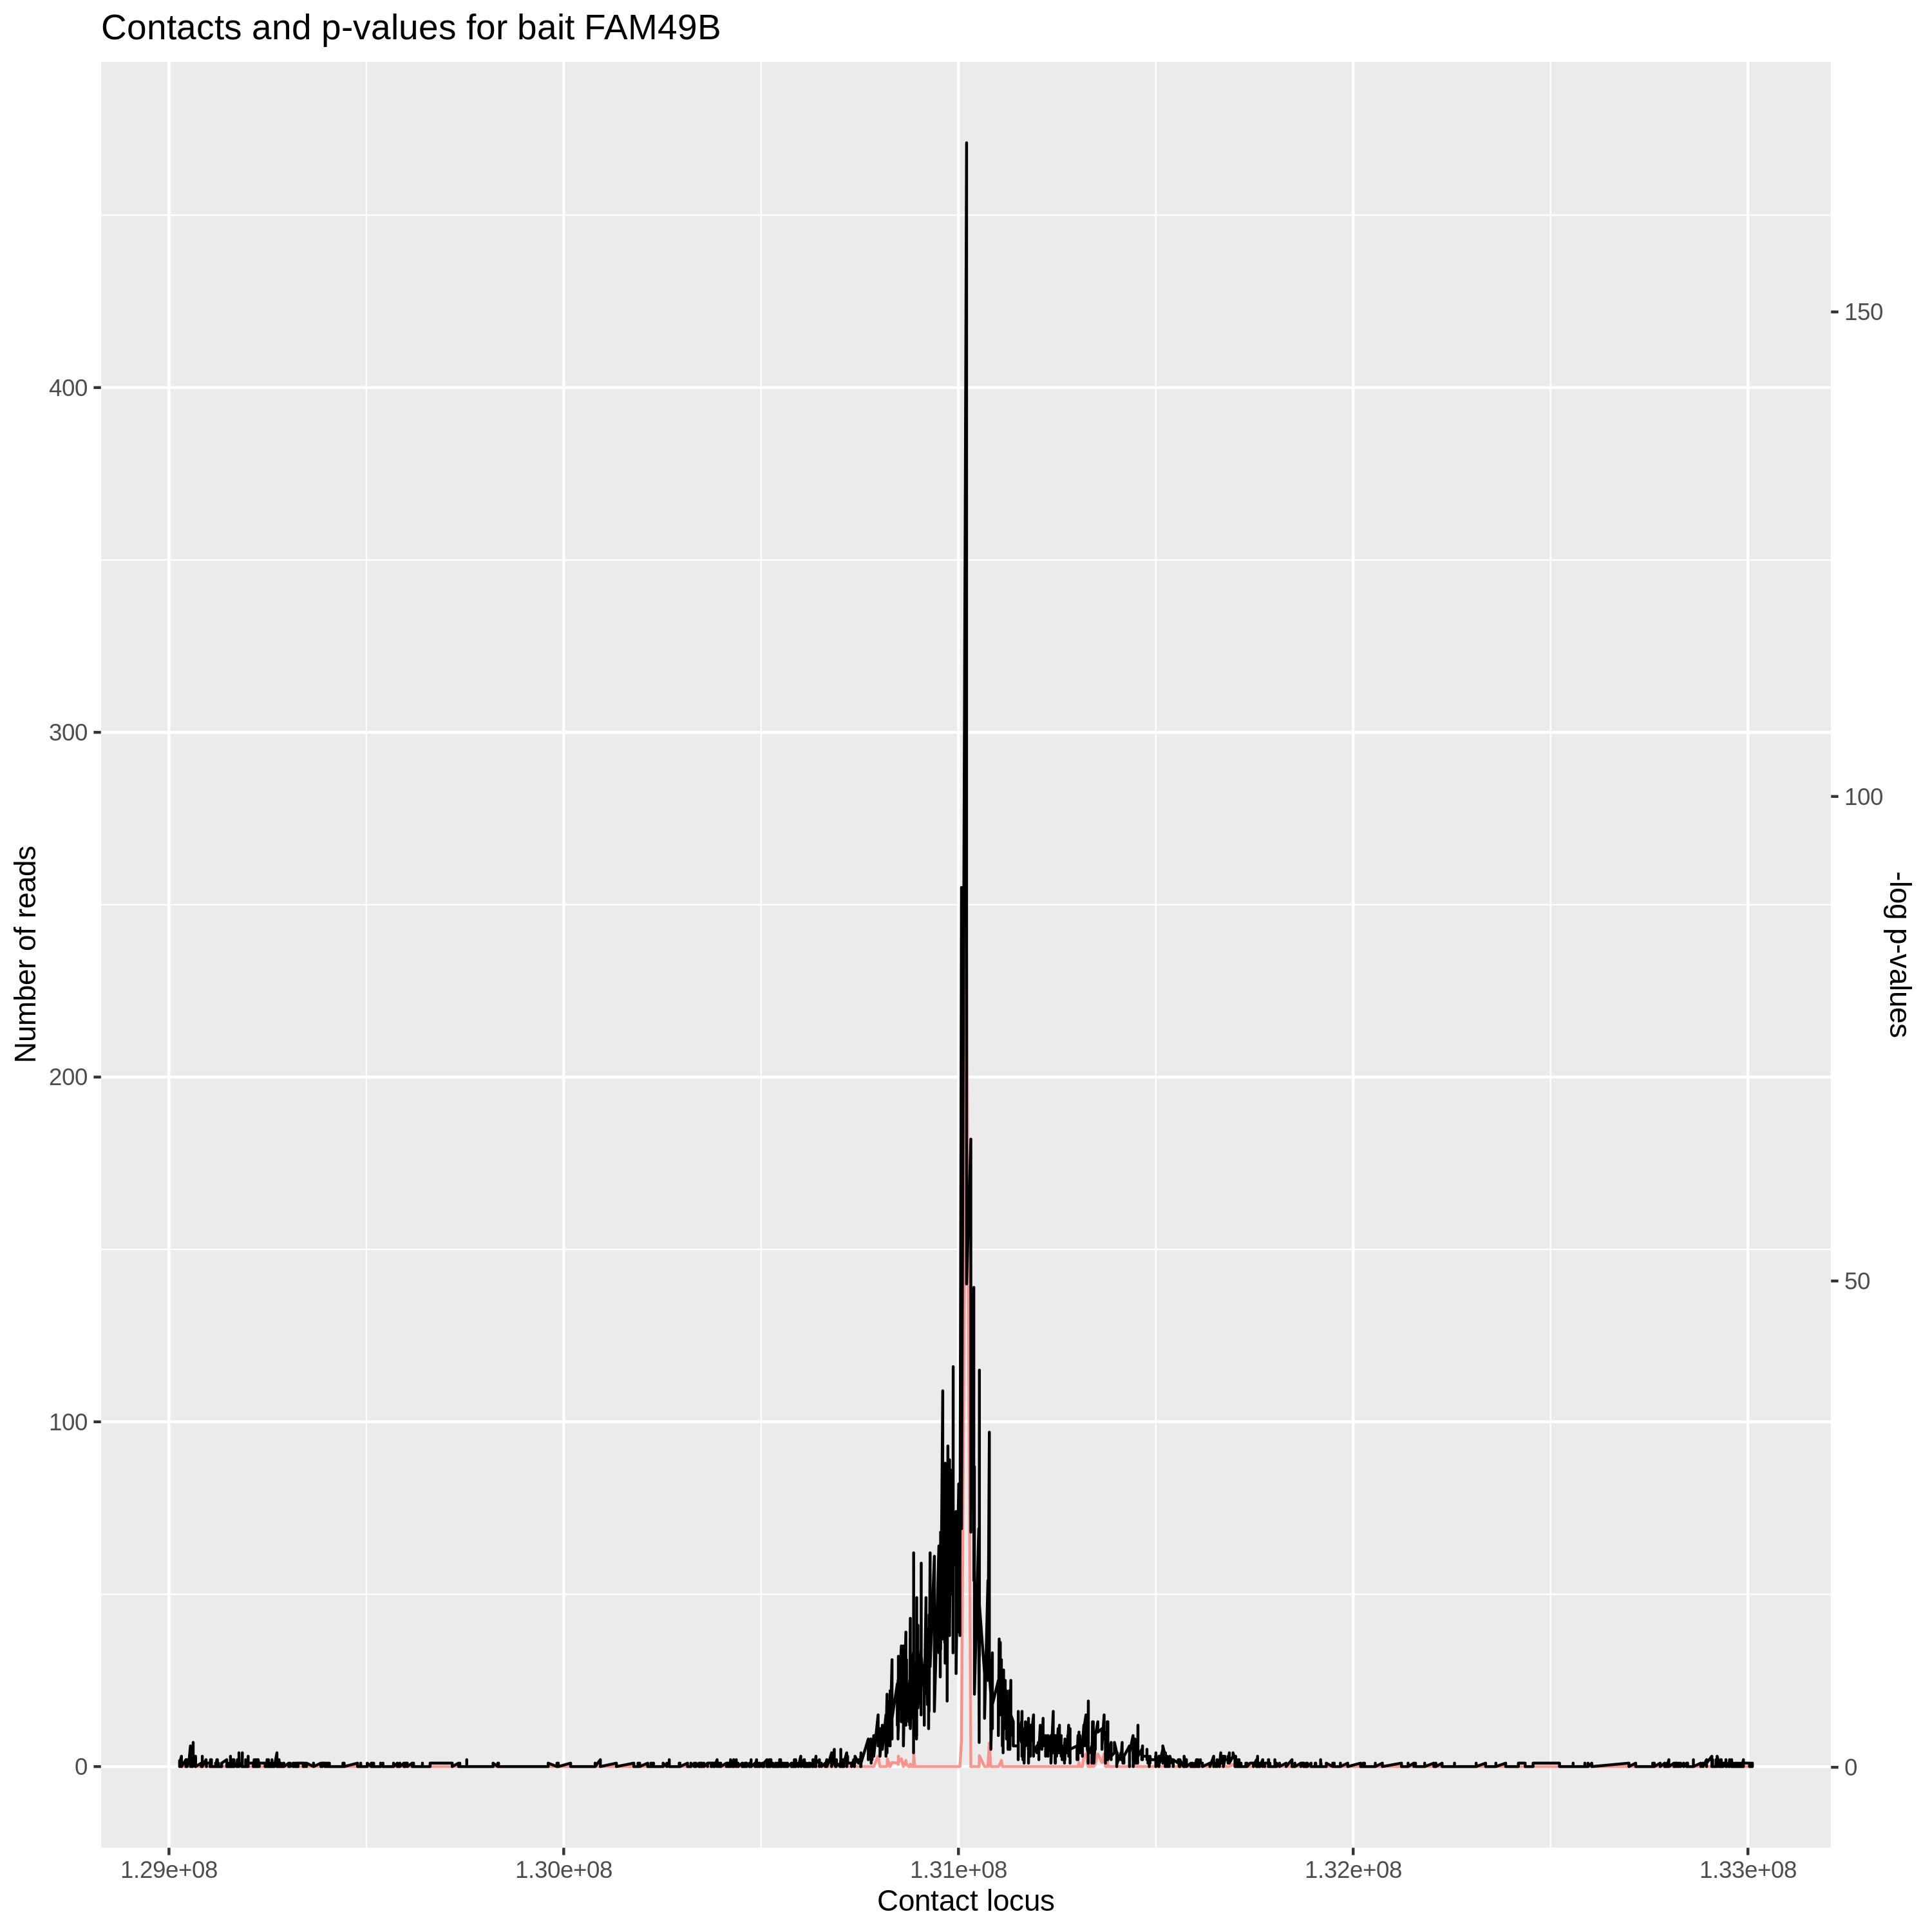 Contacts and p-values for bait FAM49B
Number of reads
400
300
200
100
0
150
100
50
0
-log p-values
1.29e+08
1.30e+08
1.31e+08
1.32e+08
1.33e+08
Contact locus